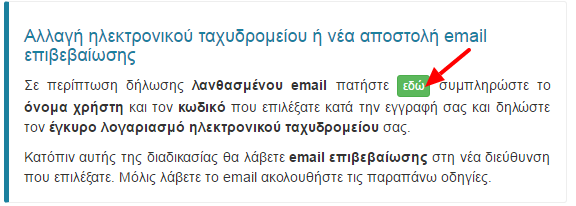 Αλλαγή ηλεκτρονικού ταχυδρομείου ή νέα αποστολή email
επιβεβαίωσης
Σε περίπτωση δήλωσης λανθασμένου email πατήστε εδώ συμπληρώστε το
όνομα χρήστη και τον κωδικό που επιλέξατε κατά την εγγραφή σας και δηλώστε
τον έγκυρο λογαριασμό ηλεκτρονικού ταχυδρομείου σας.
Κατόπιν αυτής της διαδικασίας θα λάβετε email επιβεβαίωσης στη νέα διεύθυνση
που επιλέξατε. Μόλις λάβετε το email ακολουθήστε τις παραπάνω οδηγίες.